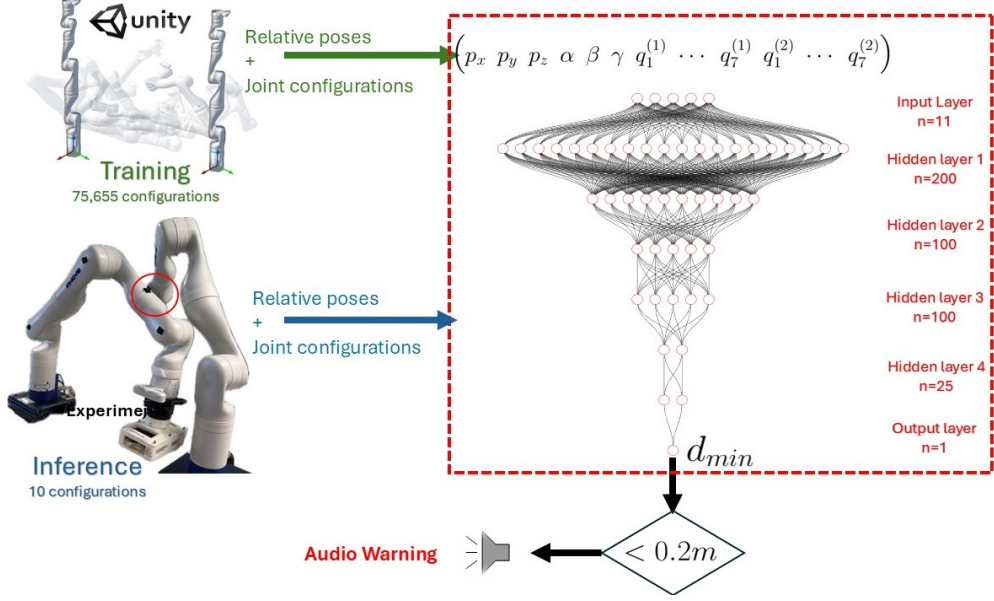 unity
Relative poses
+
Joint configurations
Training
75,655 configurations
(p_x p_y p_z α β γ q_1^{(1)} ⋯ q_7^{(1)} q_1^{(2)} ⋯ q_7^{(2)})
Input Layer
n=11
Hidden layer 1
n=200
Hidden layer 2
n=100
Hidden layer 3
n=100
Hidden layer 4
n=25
Output layer
n=1
d_{min}
Relative poses
+
Joint configurations
Inference
10 configurations
< 0.2m
Audio Warning